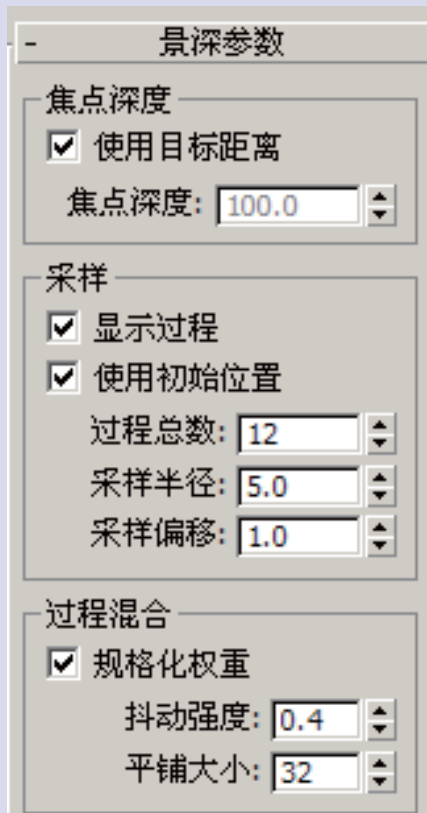 - 景深参数
焦点深度
使用目标距离
焦点深度: 100.0
采样
显示过程
使用初始位置
过程总数: 12
采样半径: 5.0
采样偏移: 1.0
过程混合
规格化权重
抖动强度: 0.4
平铺大小: 32